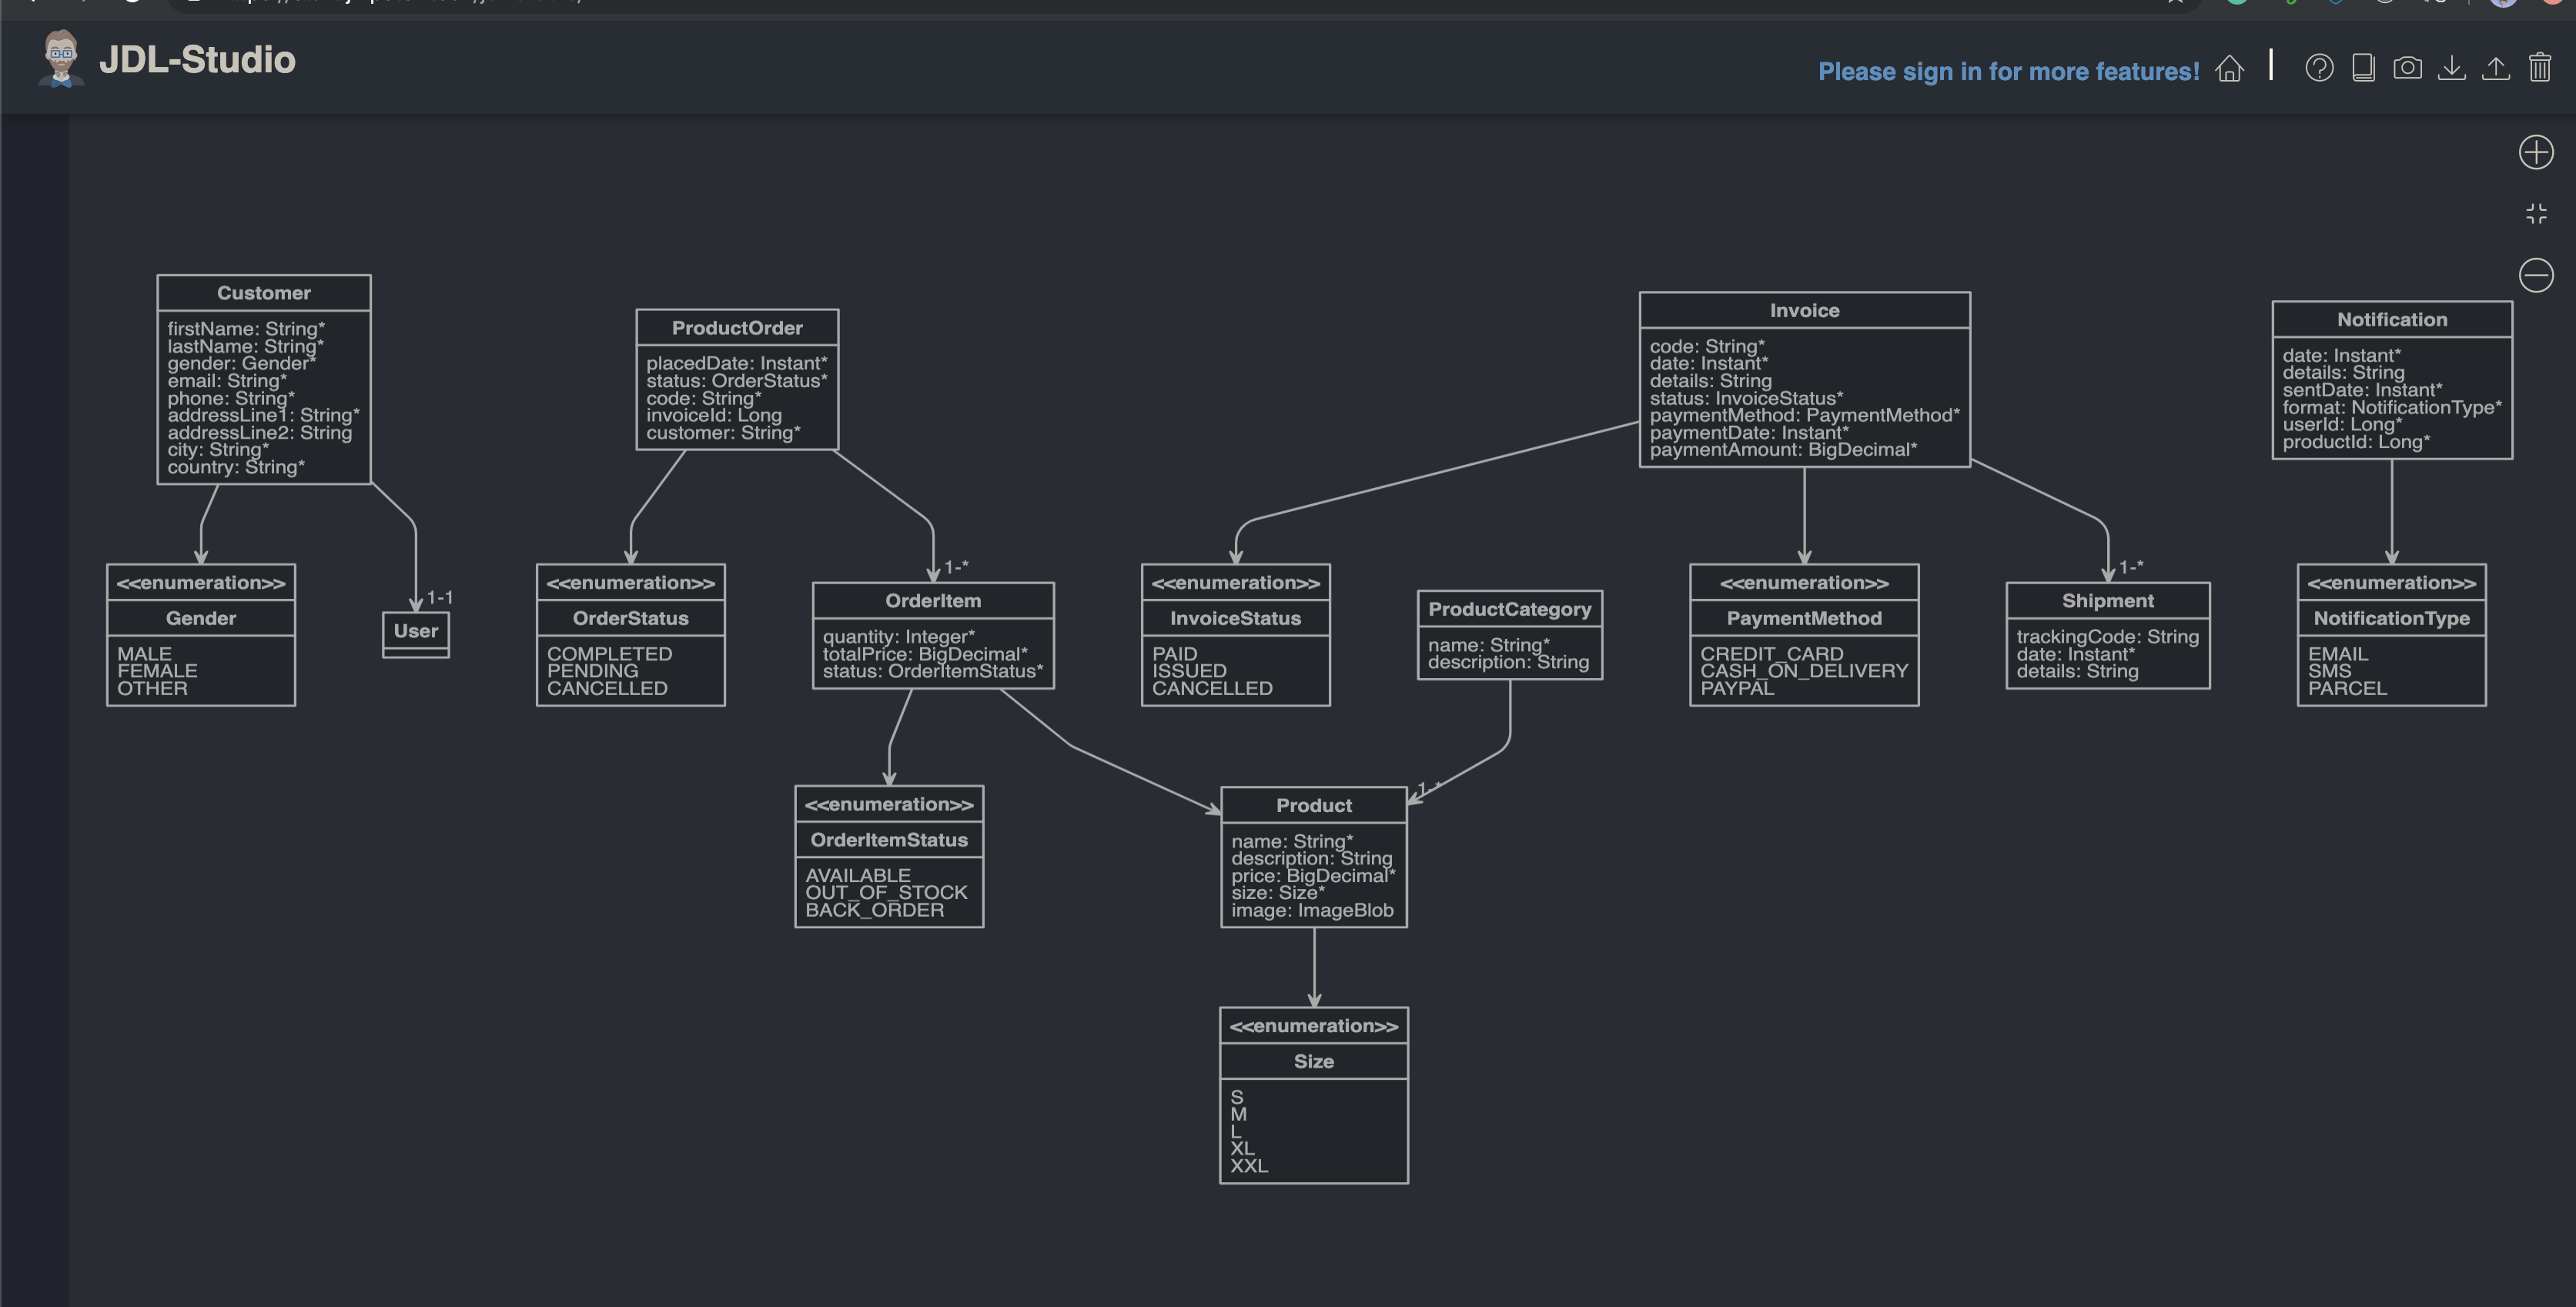 JDL-Studio
Please sign in for more features!
Customer
firstName: String*
lastName: String*
gender: Gender*
email: String*
phone: String*
addressLine1: String*
addressLine2: String
city: String*
country: String*
ProductOrder
placedDate: Instant*
status: OrderStatus*
code: String*
invoiceId: Long
customer: String*
Invoice
code: String*
date: Instant*
details: String
status: InvoiceStatus*
paymentMethod: PaymentMethod*
paymentDate: Instant*
paymentAmount: BigDecimal*
Notification
date: Instant*
details: String
sentDate: Instant*
format: NotificationType*
userId: Long*
productId: Long*
<<enumeration>>
Gender
MALE
FEMALE
OTHER
1-1
User
<<enumeration>>
OrderStatus
COMPLETED
PENDING
CANCELLED
1-*
OrderItem
quantity: Integer*
totalPrice: BigDecimal*
status: OrderItemStatus*
<<enumeration>>
InvoiceStatus
PAID
ISSUED
CANCELLED
ProductCategory
name: String*
description: String
<<enumeration>>
PaymentMethod
CREDIT_CARD
CASH_ON_DELIVERY
PAYPAL
1-*
Shipment
trackingCode: String
date: Instant*
details: String
<<enumeration>>
NotificationType
EMAIL
SMS
PARCEL
<<enumeration>>
OrderItemStatus
AVAILABLE
OUT_OF_STOCK
BACK_ORDER
1-*
Product
name: String*
description: String
price: BigDecimal*
size: Size*
image: ImageBlob
<<enumeration>>
Size
S
M
L
XL
XXL